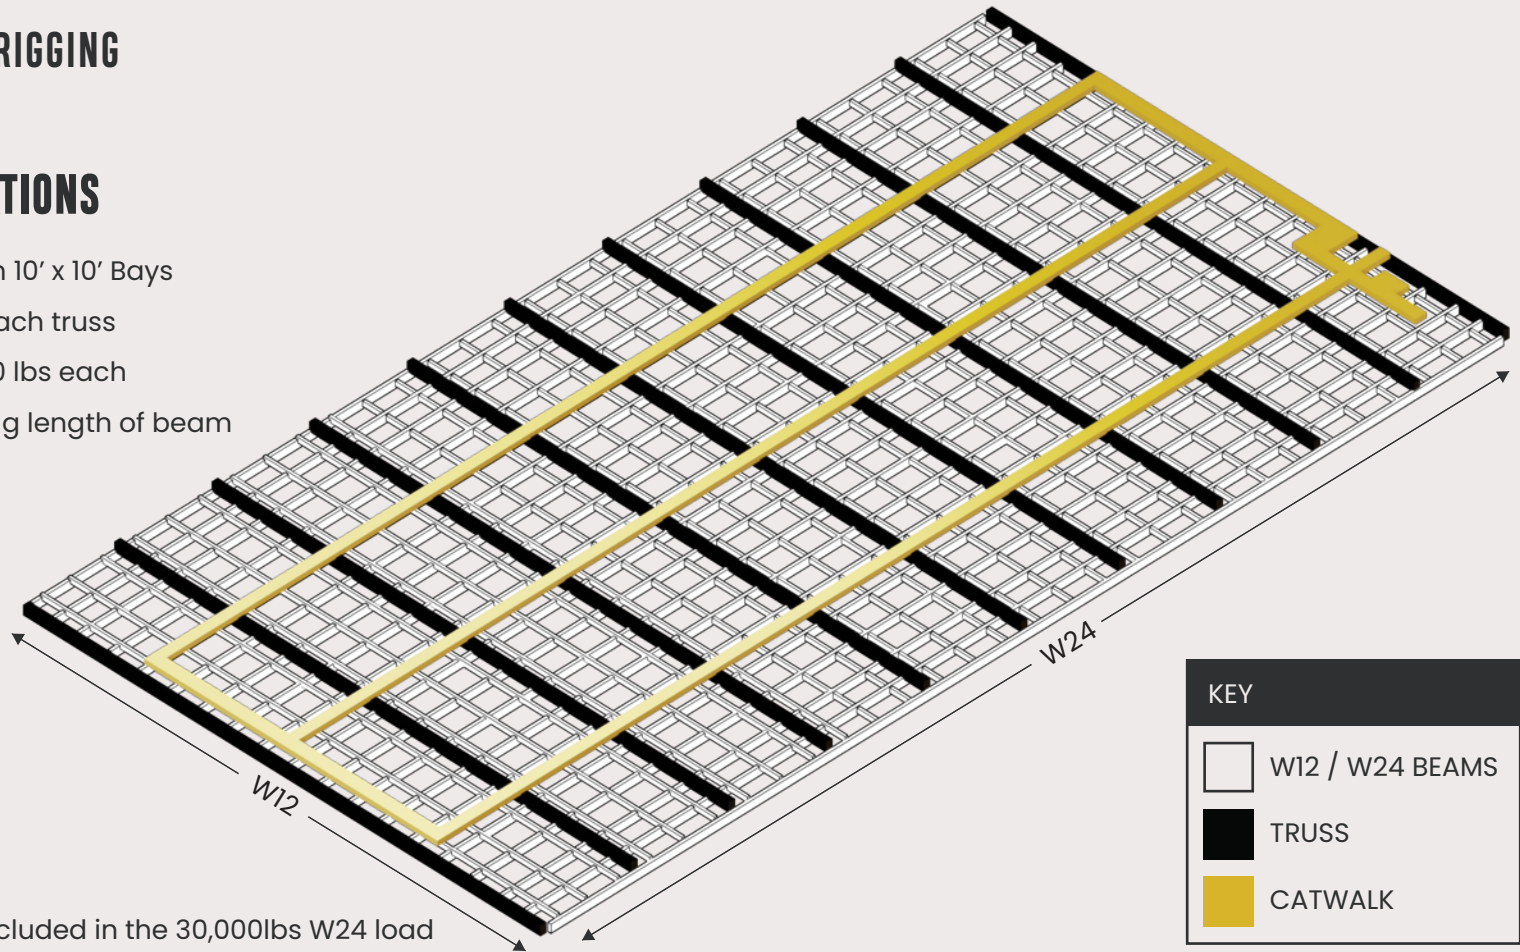 RIGGING
TIONS
n 10’ x 10’ Bays
ach truss
0 lbs each
g length of beam
W12
W24
KEY
W12 / W24 BEAMS
TRUSS
CATWALK
cluded in the 30,000lbs W24 load